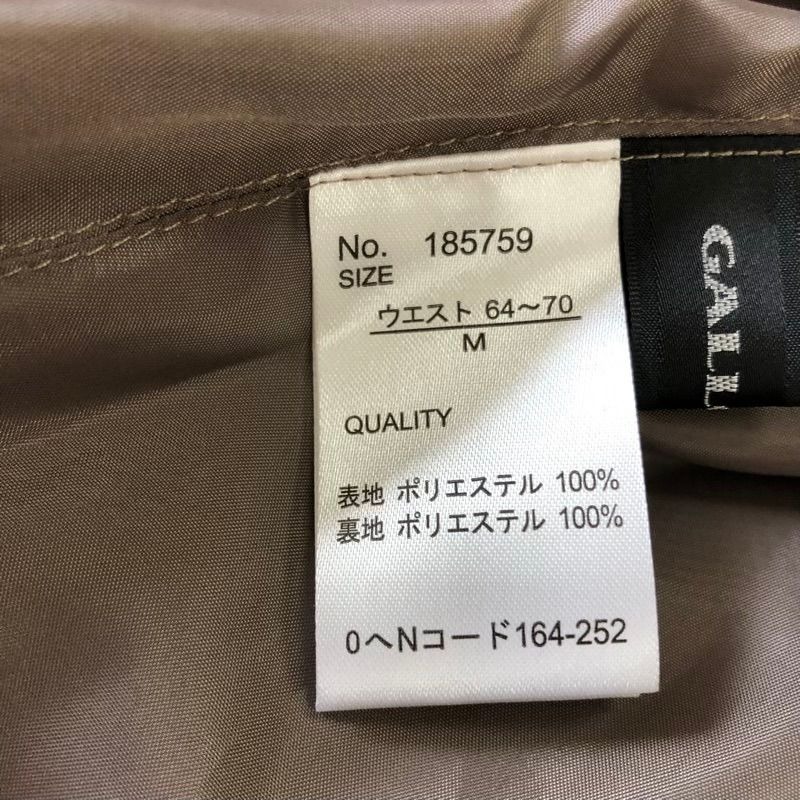 No. 185759
SIZE
ウエスト 64〜70
M
QUALITY
表地 ポリエステル 100%
裏地 ポリエステル 100%
0ヘNコード164-252